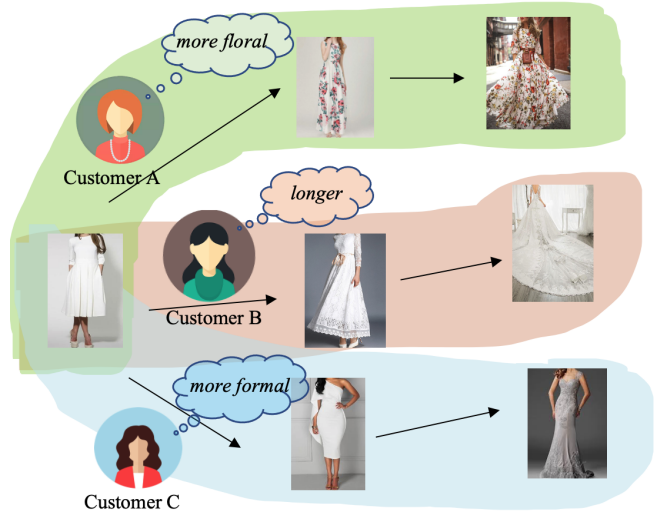 more floral
Customer A
longer
Customer B
more formal
Customer C